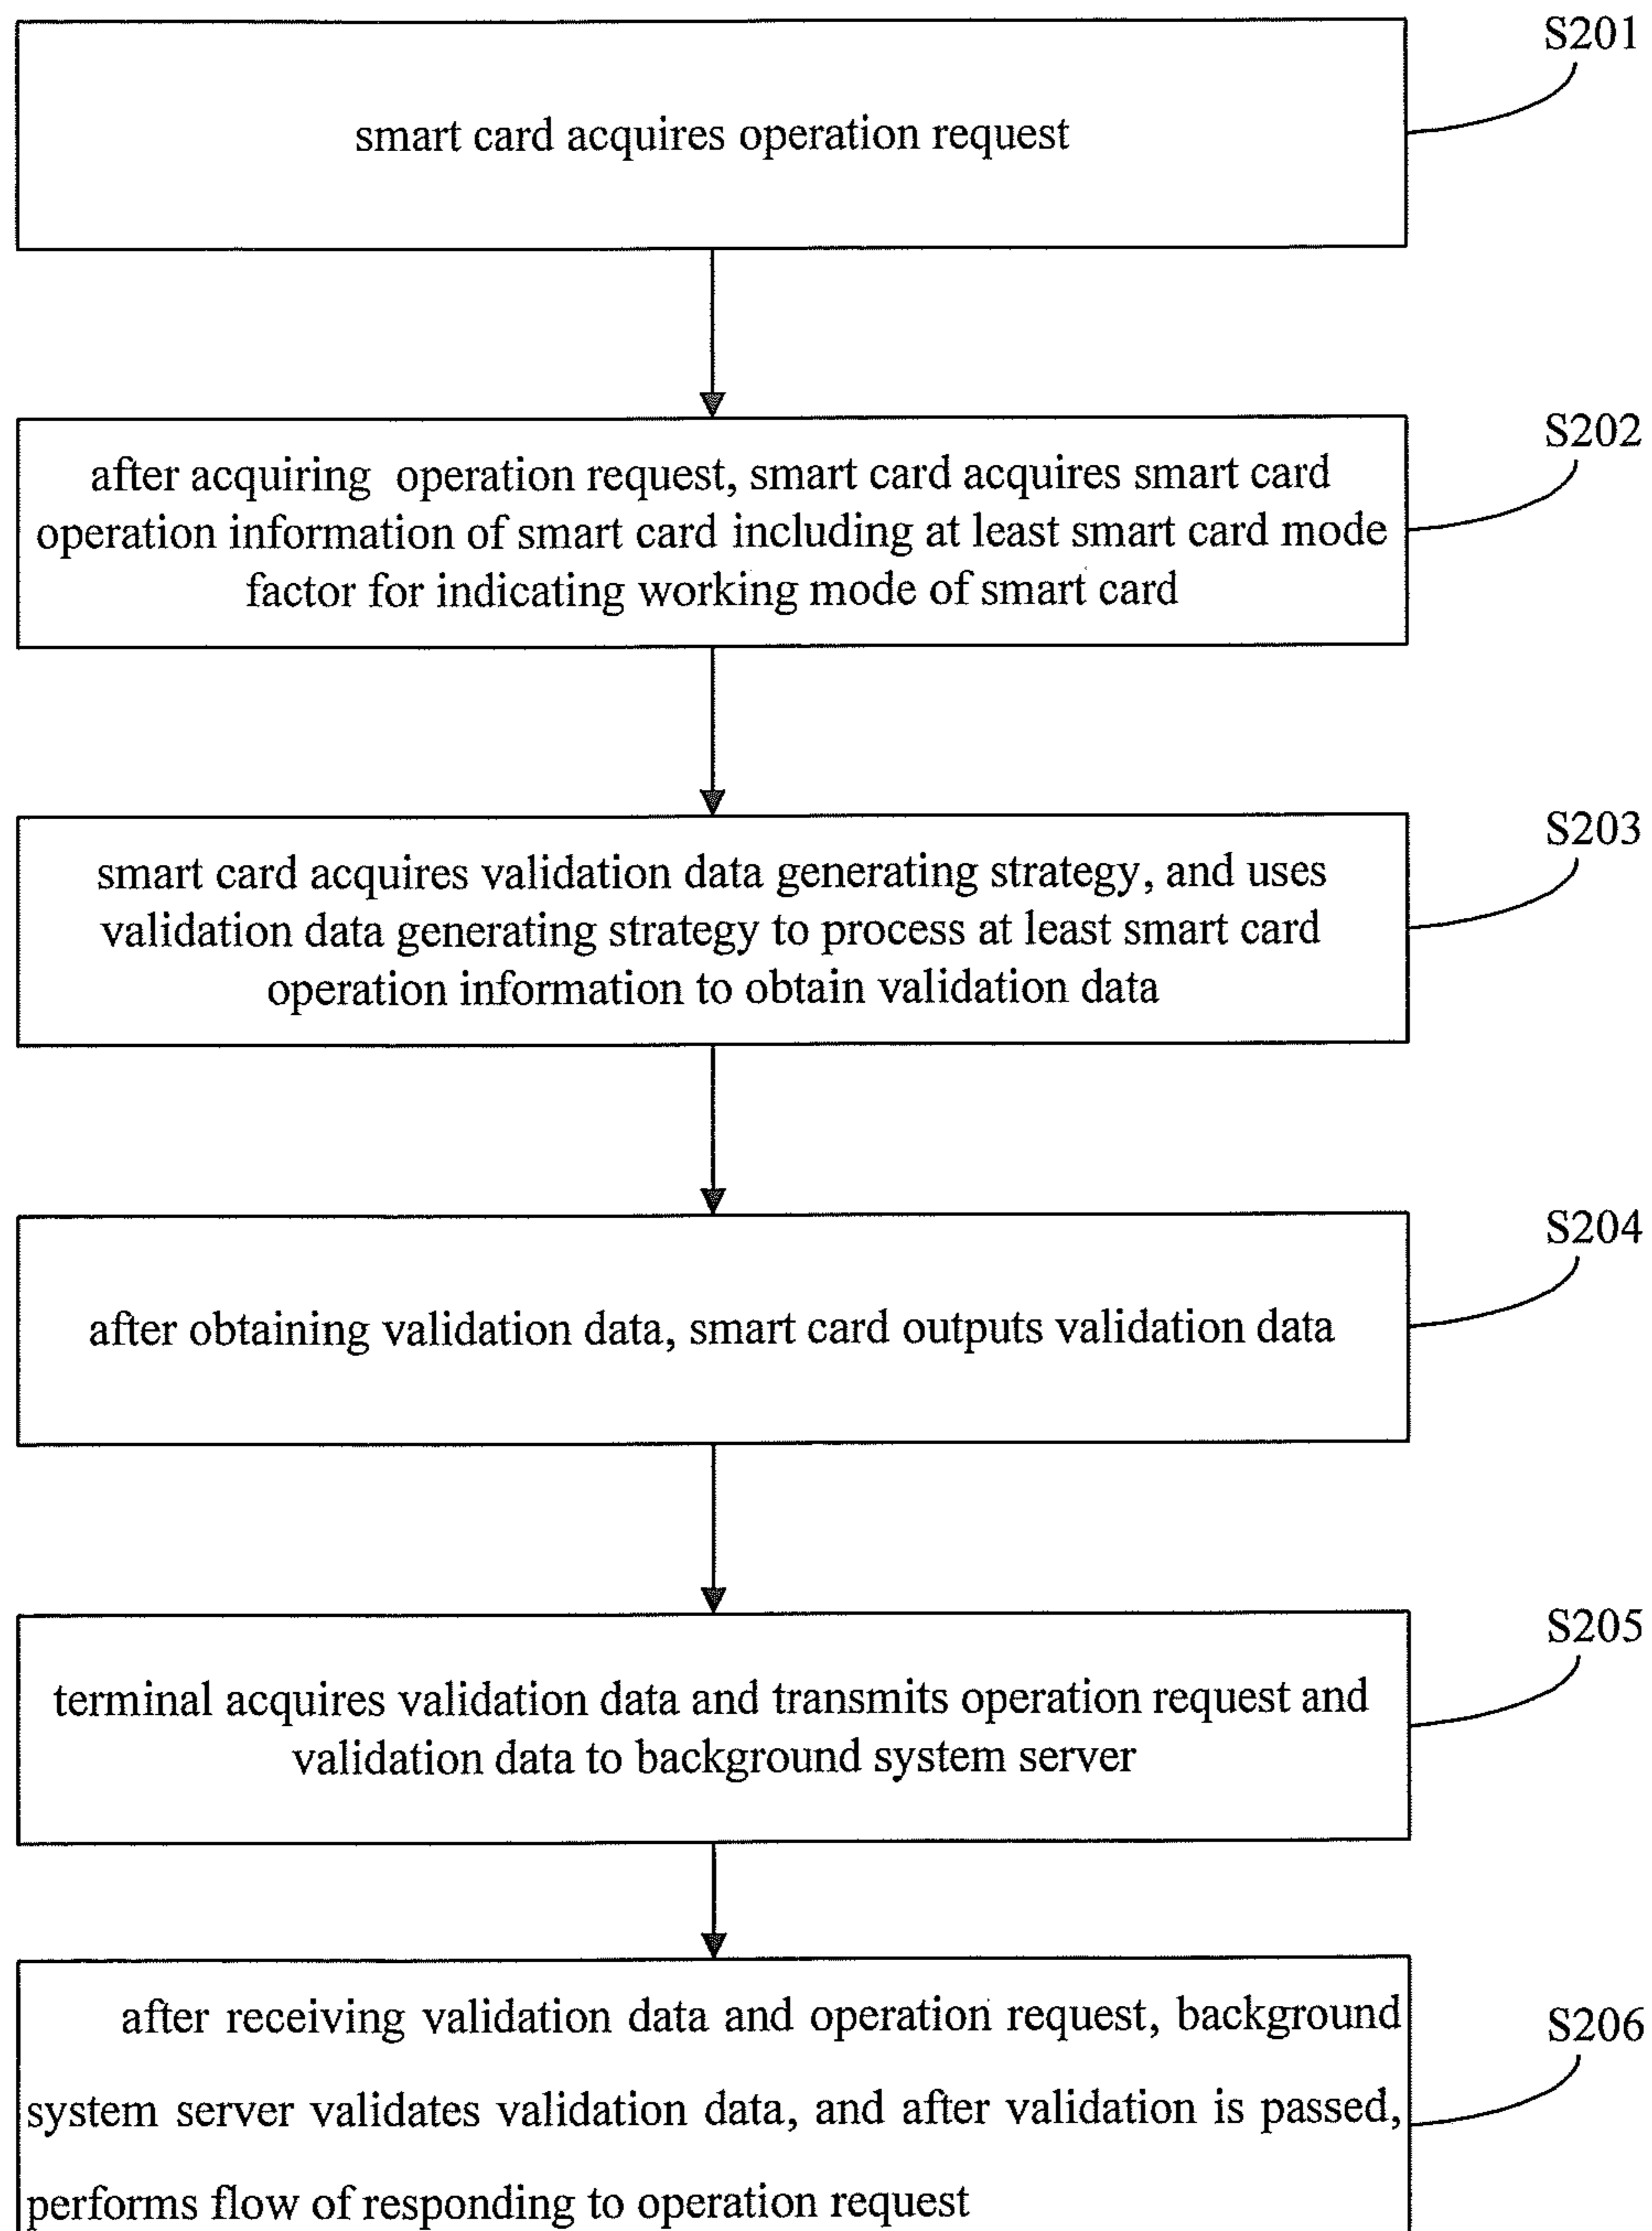 S201
smart card acquires operation request
S202
after acquiring operation request, smart card acquires smart card
operation information of smart card including at least smart card mode
factor for indicating working mode of smart card
S203
smart card acquires validation data generating strategy, and uses
validation data generating strategy to process at least smart card
operation information to obtain validation data
S204
after obtaining validation data, smart card outputs validation data
S205
terminal acquires validation data and transmits operation request and
validation data to background system server
S206
after receiving validation data and operation request, background
system server validates validation data, and after validation is passed,
performs flow of responding to operation request